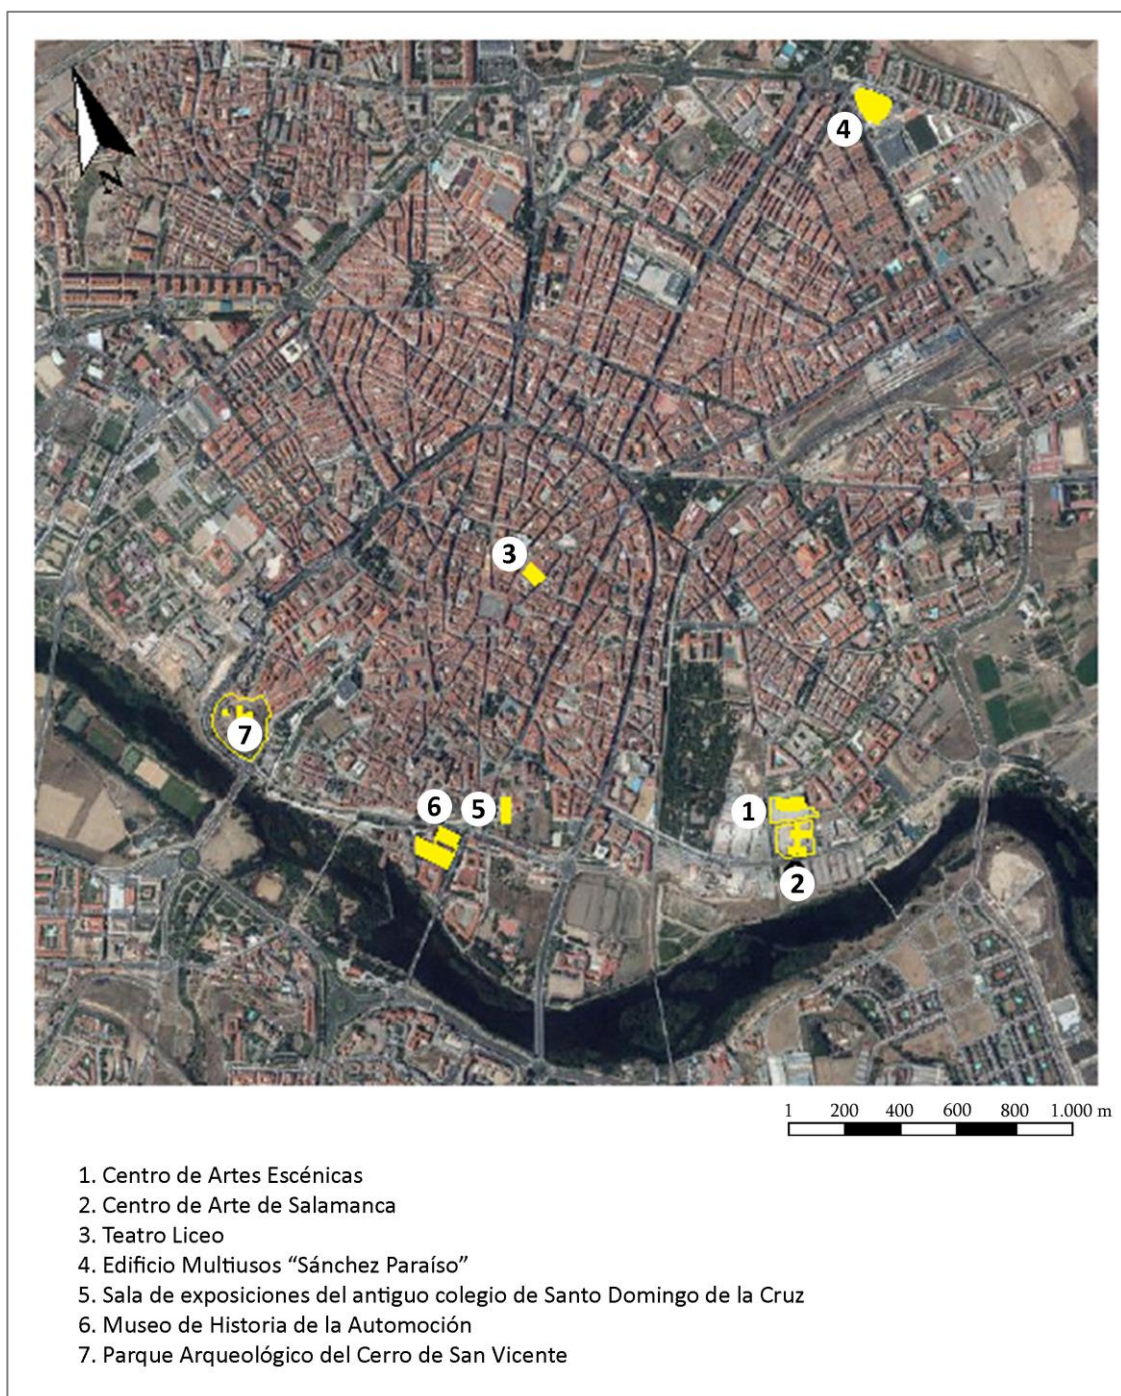 N
4
3
7
6
5
1
2
1 200 400 600 800 1.000 m
1. Centro de Artes Escénicas
2. Centro de Arte de Salamanca
3. Teatro Liceo
4. Edificio Multiusos “Sánchez Paraíso”
5. Sala de exposiciones del antiguo colegio de Santo Domingo de la Cruz
6. Museo de Historia de la Automoción
7. Parque Arqueológico del Cerro de San Vicente